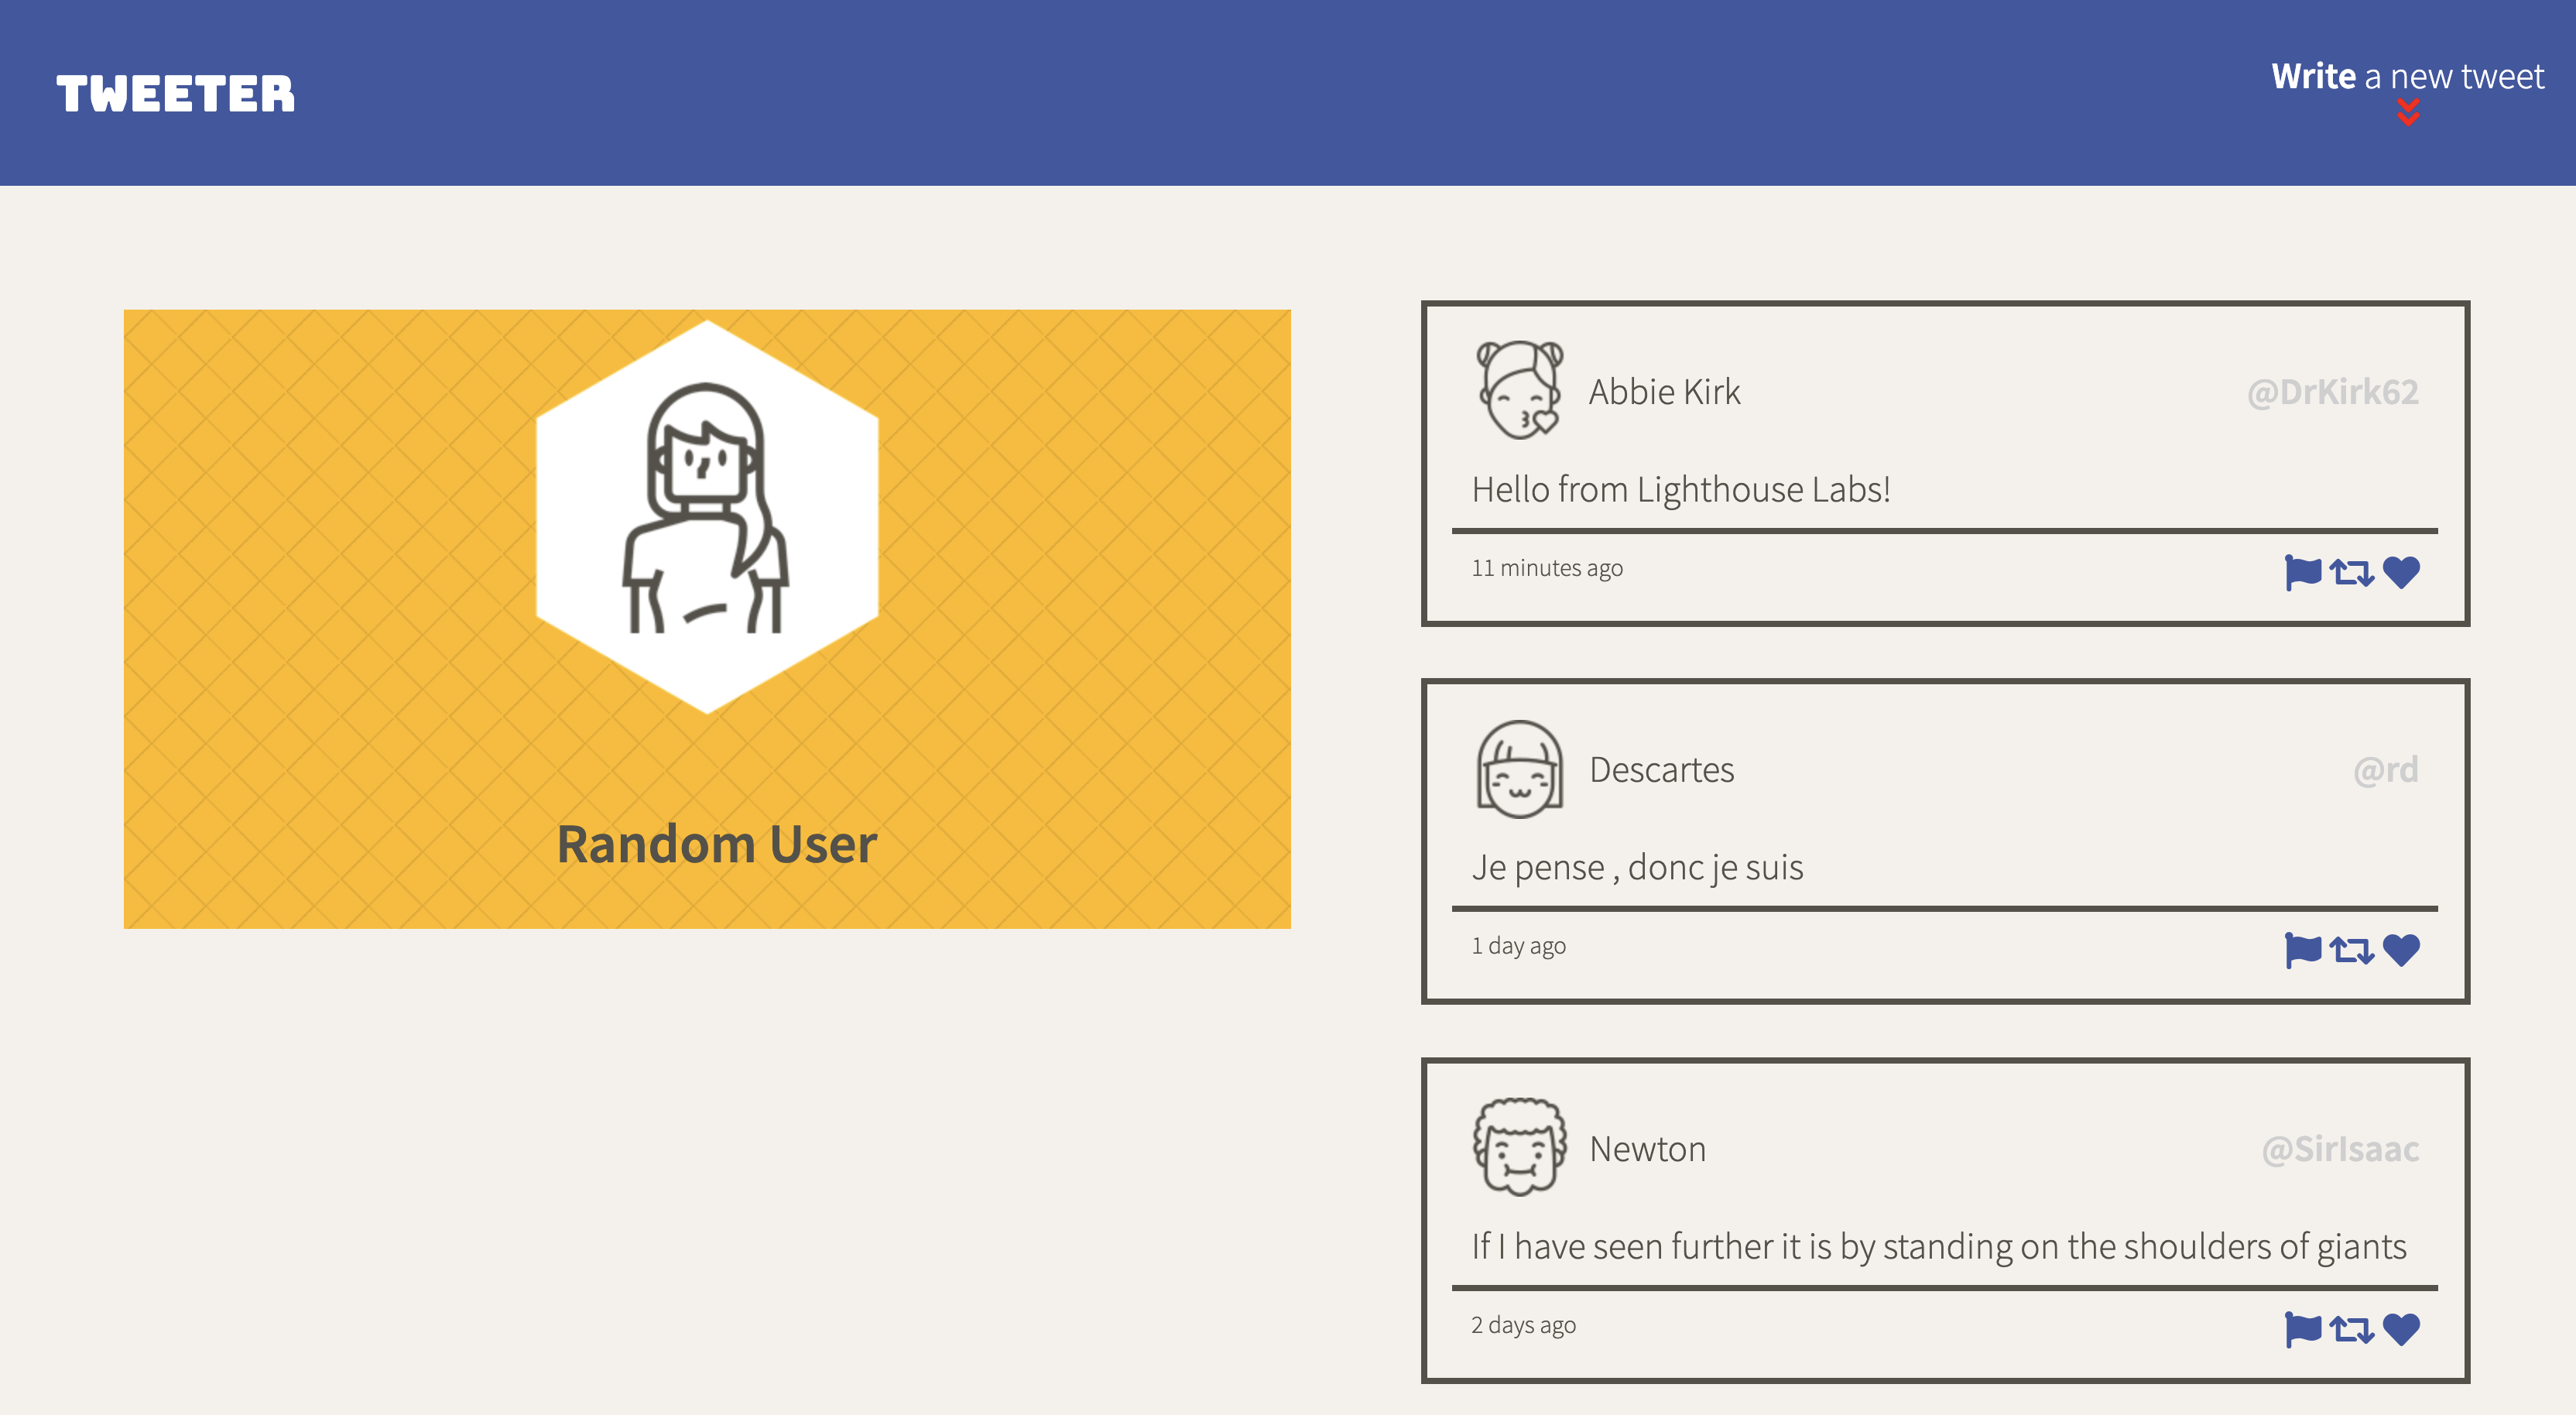 TWEETER
Write a new tweet
Random User
Abbie Kirk
@DrKirk62
Hello from Lighthouse Labs!
11 minutes ago
Descartes
@rd
Je pense , donc je suis
1 day ago
Newton
@SirIsaac
If I have seen further it is by standing on the shoulders of giants
2 days ago